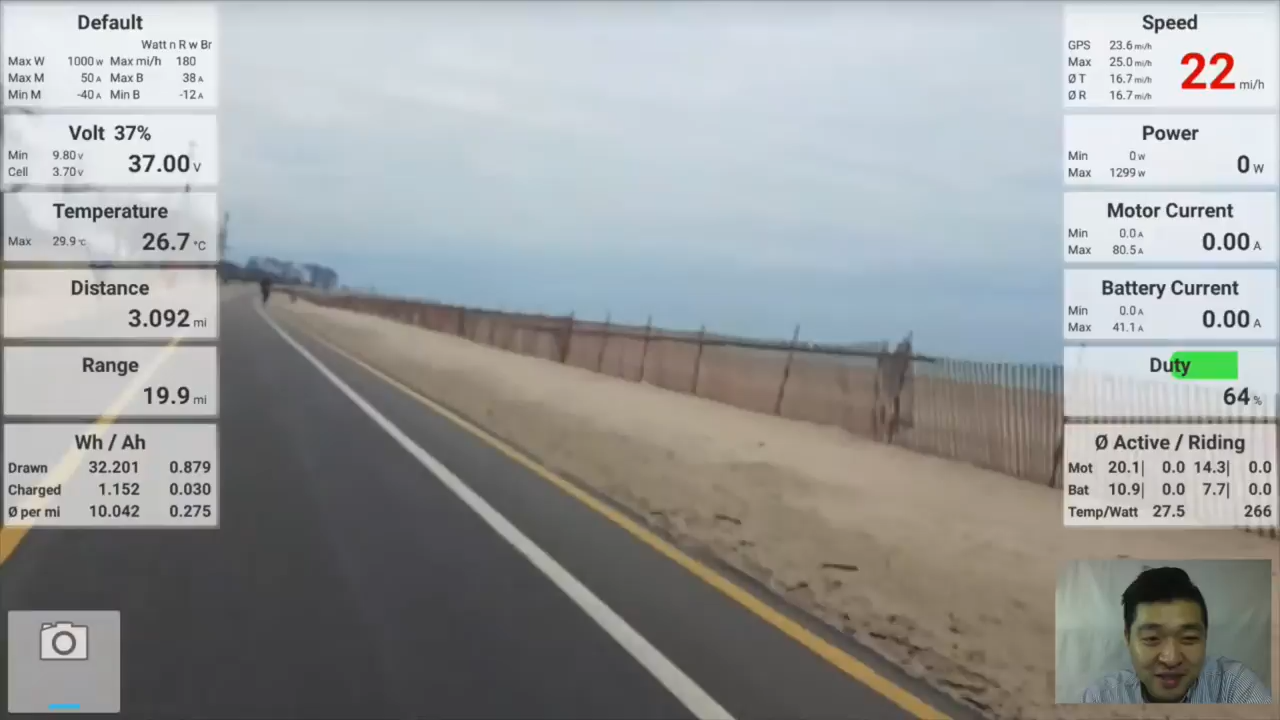 Default
Watt n R w Br
Max W 1000 W Max mi/h 180
Max M 50 A Max B 38 A
Min M -40 A Min B -12 A
Volt 37%
Min 9.80 V
Cell 3.70 V
37.00 V
Temperature
Max 29.9 °C 26.7 °C
Distance
3.092 mi
Range
19.9 mi
Wh / Ah
Drawn 32.201 0.879
Charged 1.152 0.030
Ø per mi 10.042 0.275
Speed
GPS 23.6 mi/h
Max 25.0 mi/h
Ø T 16.7 mi/h
Ø R 16.7 mi/h
22 mi/h
Power
Min 0 W
Max 1299 W
0 W
Motor Current
Min 0.0 A
Max 80.5 A
0.00 A
Battery Current
Min 0.0 A
Max 41.1 A
0.00 A
Duty
64 %
Ø Active / Riding
Mot 20.1| 0.0 14.3| 0.0
Bat 10.9| 0.0 7.7| 0.0
Temp/Watt 27.5 266